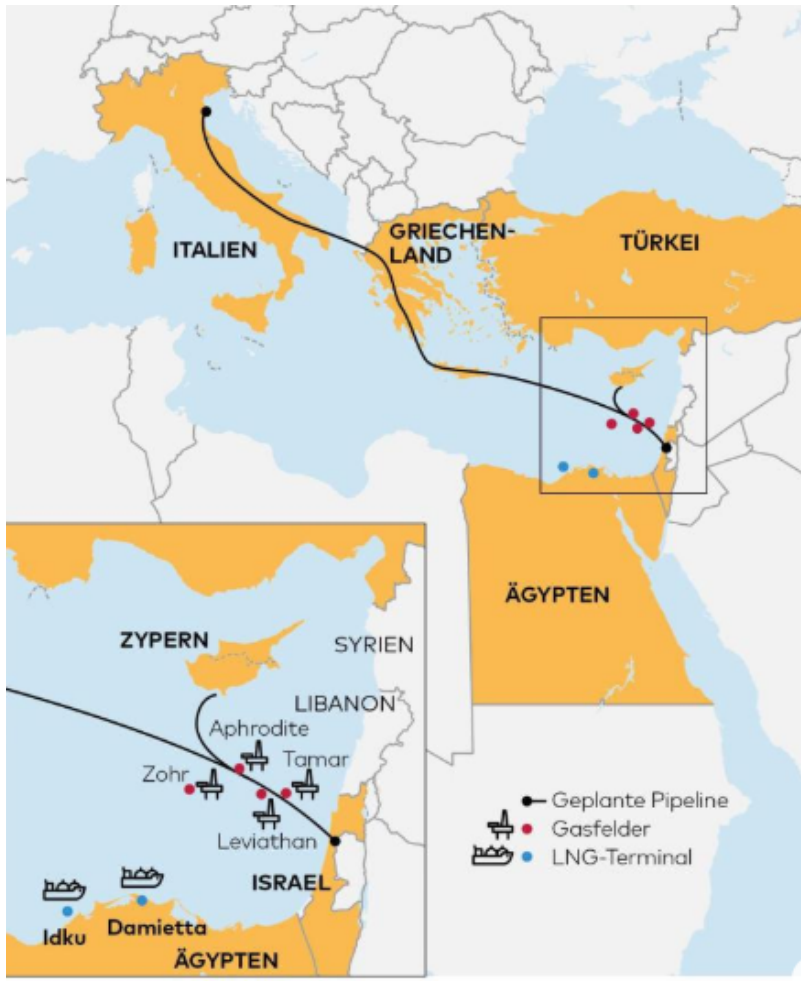 ITALIEN
GRIECHEN-
LAND
TÜRKEI
ÄGYPTEN
ZYPERN
SYRIEN
LIBANON
Aphrodite
Zohr
Tamar
Leviathan
ISRAEL
Idku
Damietta
ÄGYPTEN
Geplante Pipeline
Gasfelder
LNG-Terminal